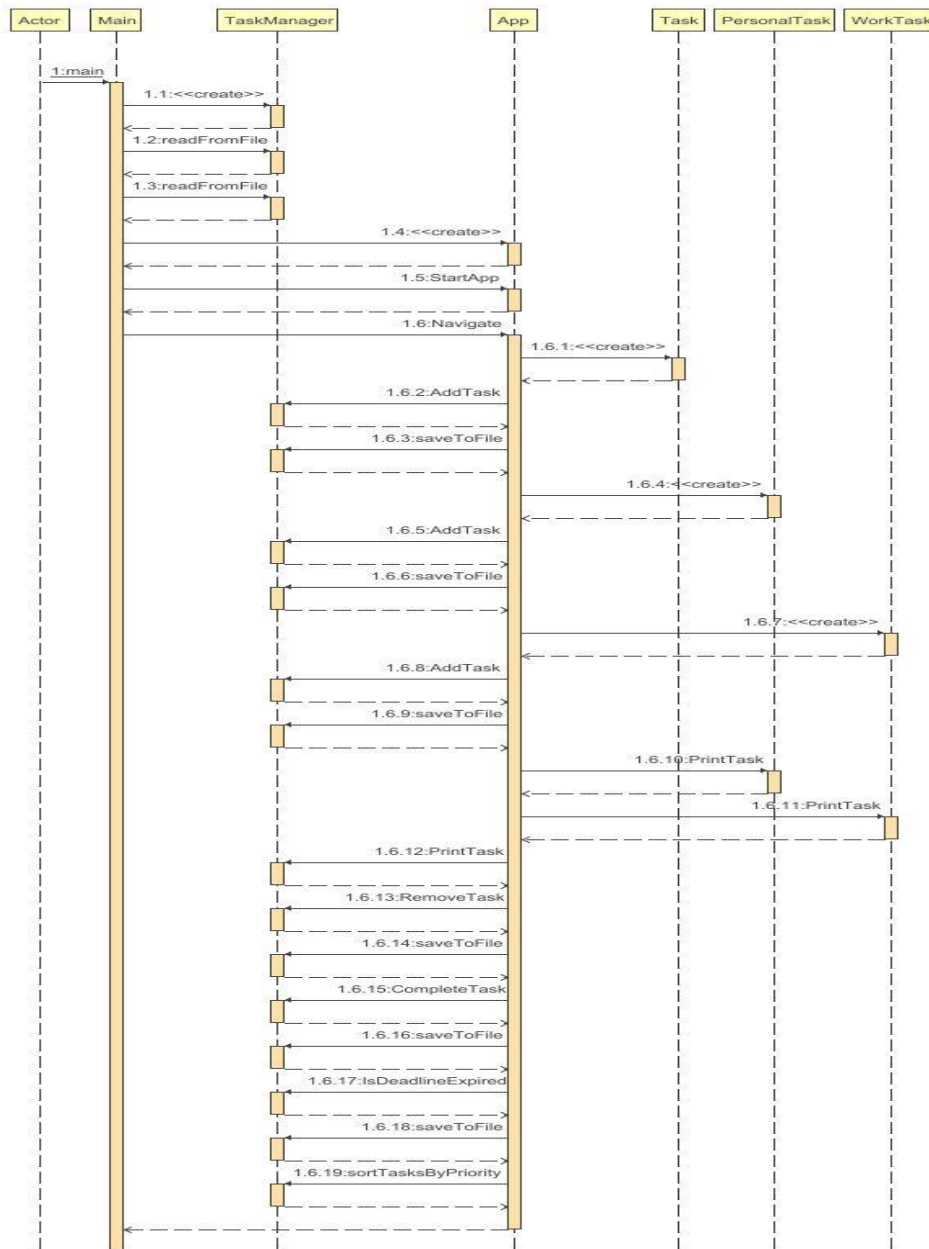 Actor Main TaskManager App Task PersonalTask WorkTask
1:main
1.1:<<create>>
1.2:readFromFile
1.3:readFromFile
1.4:<<create>>
1.5:StartApp
1.6:Navigate
1.6.1:<<create>>
1.6.2:AddTask
1.6.3:saveToFile
1.6.4:<<create>>
1.6.5:AddTask
1.6.6:saveToFile
1.6.7:<<create>>
1.6.8:AddTask
1.6.9:saveToFile
1.6.10:PrintTask
1.6.11:PrintTask
1.6.12:PrintTask
1.6.13:RemoveTask
1.6.14:saveToFile
1.6.15:CompleteTask
1.6.16:saveToFile
1.6.17:IsDeadlineExpired
1.6.18:saveToFile
1.6.19:sortTasksByPriority